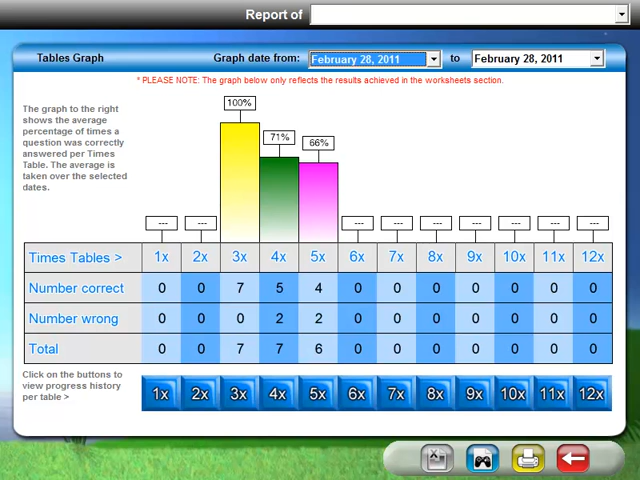 Report of
Tables Graph
Graph date from: February 28, 2011 to February 28, 2011
* PLEASE NOTE: The graph below only reflects the results achieved in the worksheets section.
The graph to the right
shows the average
percentage of times a
question was correctly
answered per Times
Table. The average is
taken over the selected
dates.
100%
71%
66%
--- --- --- --- --- --- --- --- ---
Times Tables > 1x 2x 3x 4x 5x 6x 7x 8x 9x 10x 11x 12x
Number correct 0 0 7 5 4 0 0 0 0 0 0 0
Number wrong 0 0 0 2 2 0 0 0 0 0 0 0
Total 0 0 7 7 6 0 0 0 0 0 0 0
Click on the buttons to
view progress history
per table >
1x 2x 3x 4x 5x 6x 7x 8x 9x 10x 11x 12x